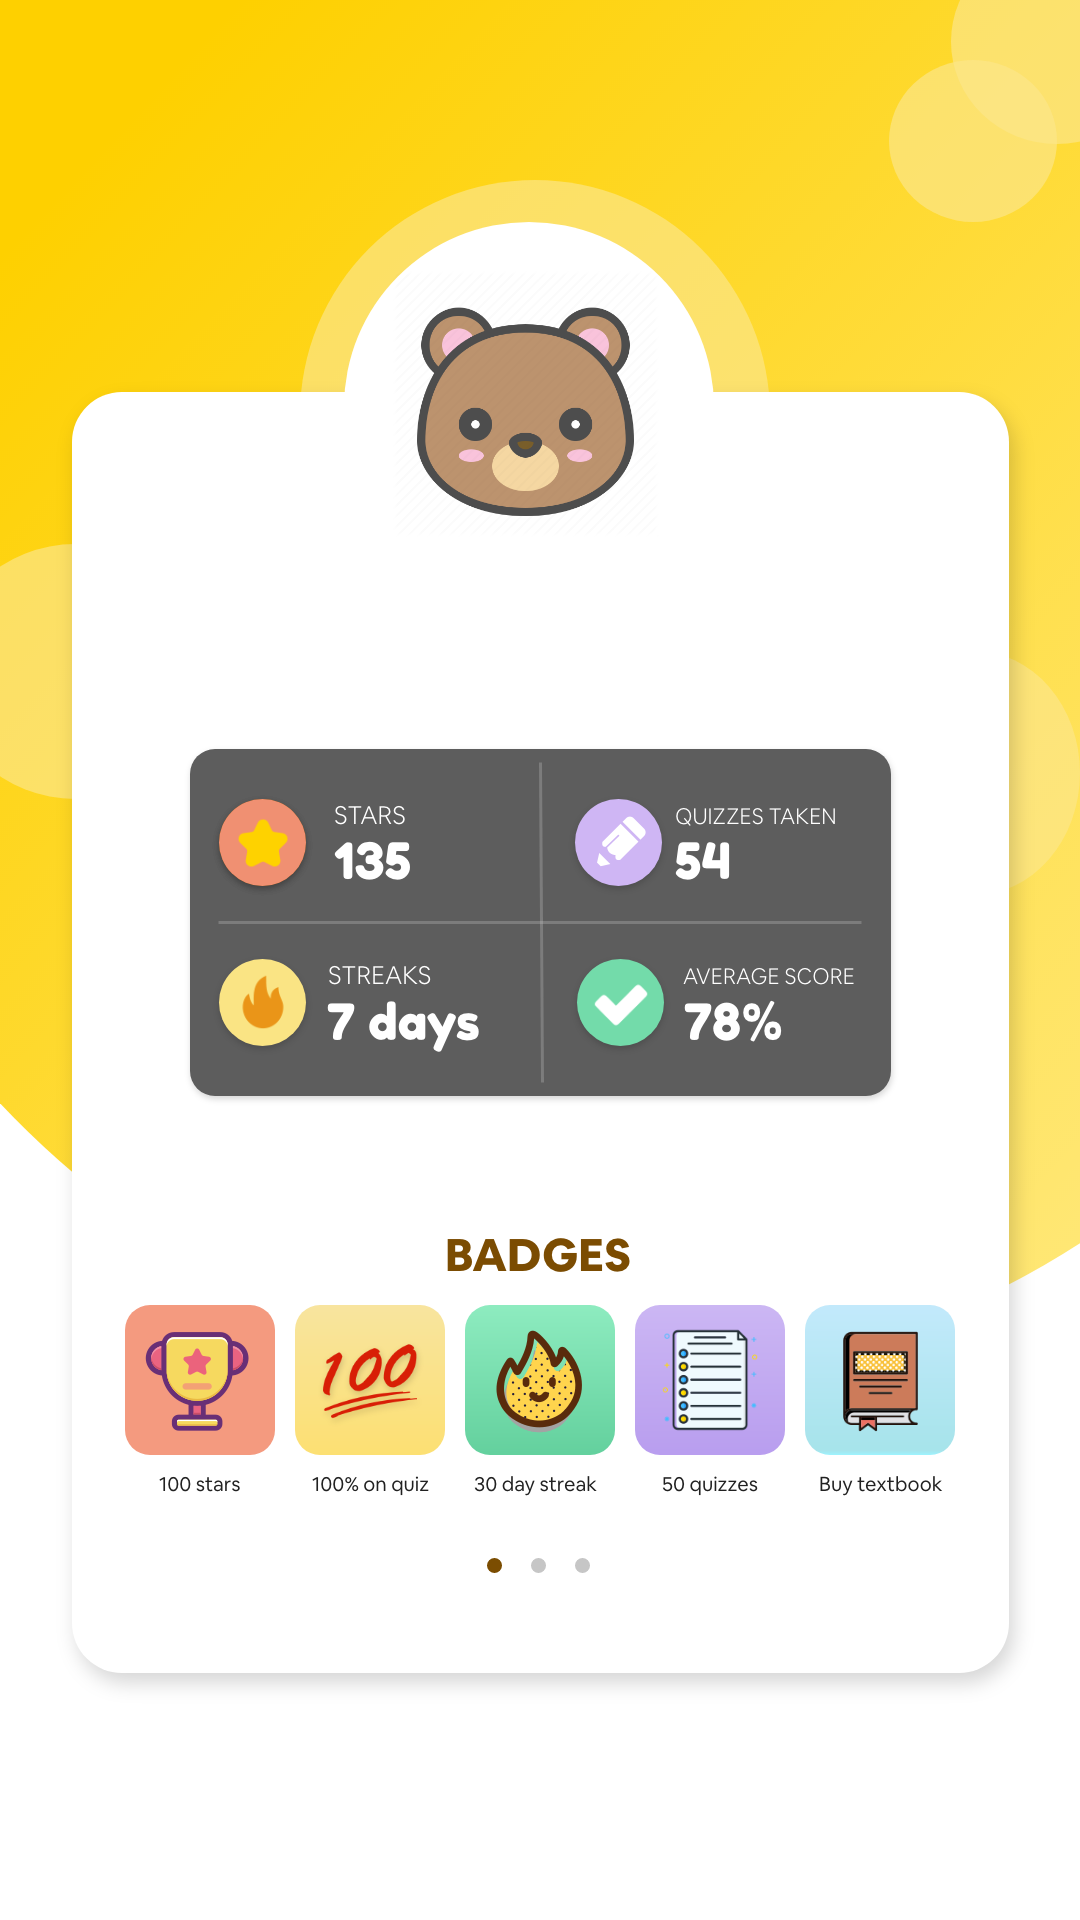 STARS
135
QUIZZES TAKEN
54
STREAKS
7 days
AVERAGE SCORE
78%
BADGES
100
100 stars
100% on quiz
30 day streak
50 quizzes
Buy textbook